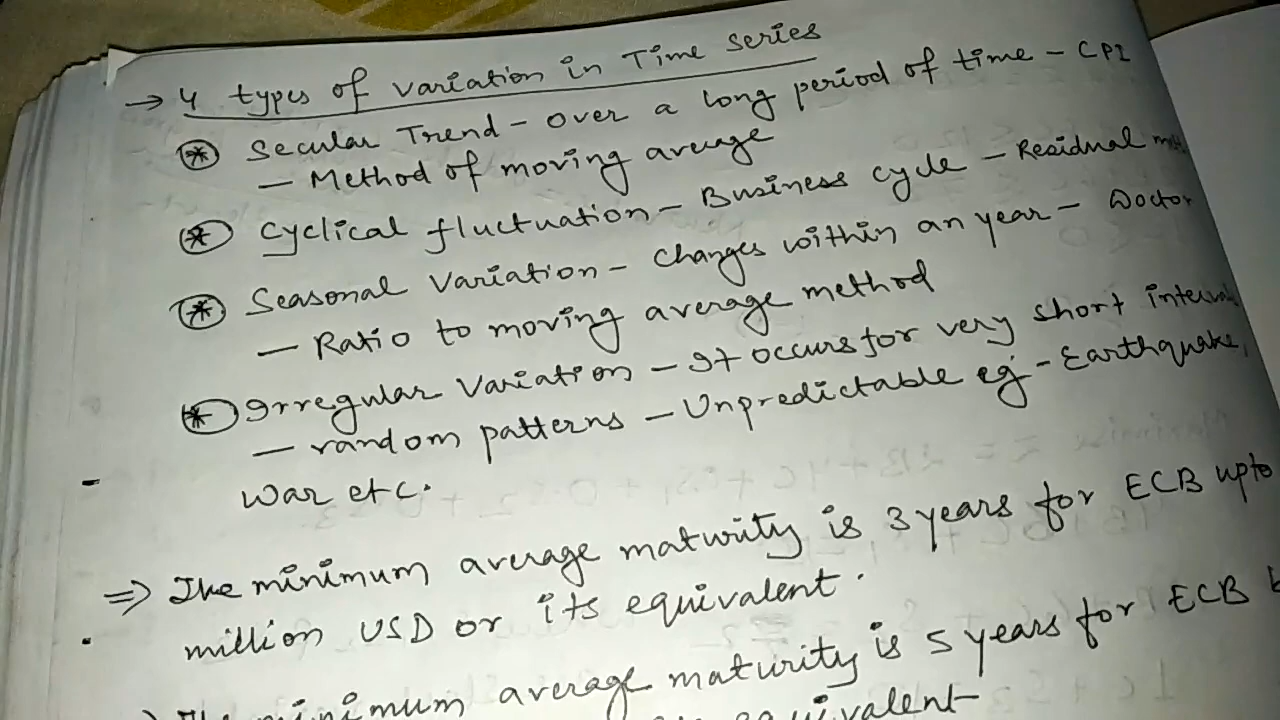 → 4 types of variation in Time series
* Secular Trend - over a long period of time - CPI
- Method of moving average
* Cyclical fluctuation - Business cycle - Residual
* Seasonal Variation - changes within an year - Doctor
- Ratio to moving average method
* Irregular Variation - It occurs for very short interval
- random patterns - Unpredictable eg - Earthquake,
war etc.
⇒ The minimum average maturity is 3 years for ECB upto
million USD or its equivalent.
The minimum average maturity is 5 years for ECB
equivalent